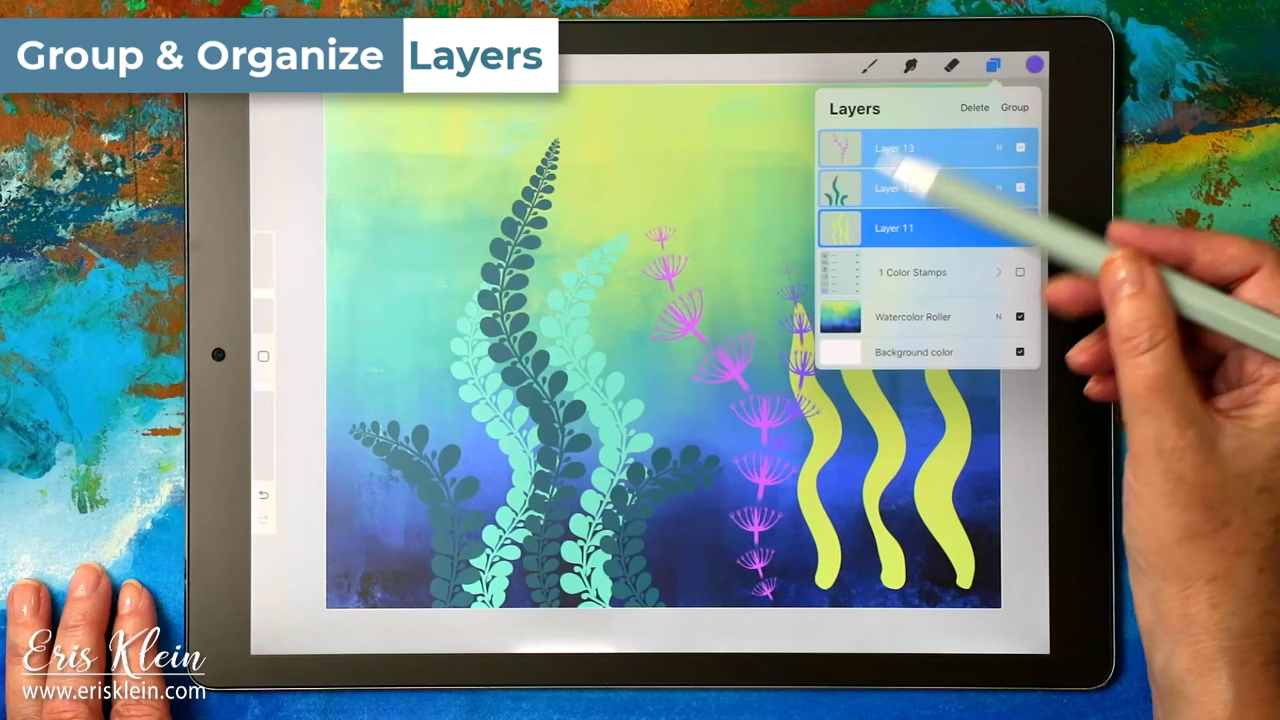 Group & Organize Layers
Layers Delete Group
Layer 13 N
Layer N
Layer 11
1 Color Stamps
Watercolor Roller N
Background color
Eris Klein
www.erisklein.com